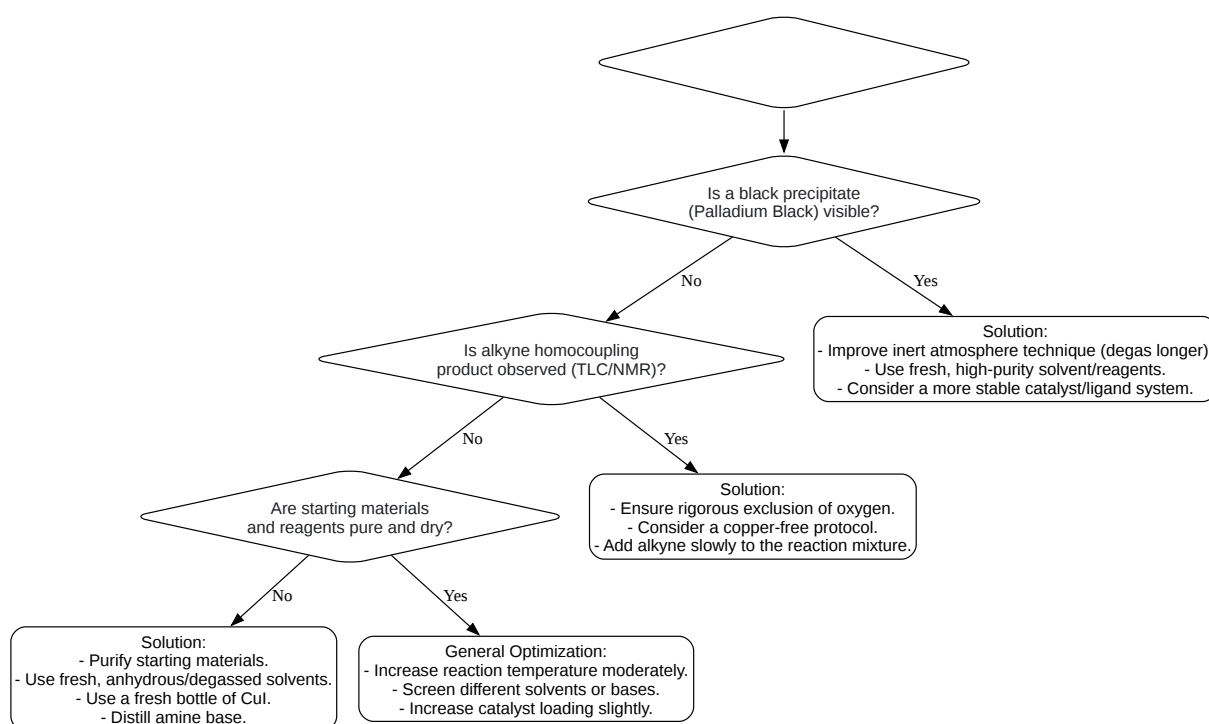 Is a black precipitate
(Palladium Black) visible?
No
Yes
Is alkyne homocoupling
product observed (TLC/NMR)?
Solution:
- Improve inert atmosphere technique (degas longer)
- Use fresh, high-purity solvent/reagents.
- Consider a more stable catalyst/ligand system.
No
Yes
Are starting materials
and reagents pure and dry?
Solution:
- Ensure rigorous exclusion of oxygen.
- Consider a copper-free protocol.
- Add alkyne slowly to the reaction mixture.
No
Yes
Solution:
- Purify starting materials.
- Use fresh, anhydrous/degassed solvents.
- Use a fresh bottle of CuI.
- Distill amine base.
General Optimization:
- Increase reaction temperature moderately.
- Screen different solvents or bases.
- Increase catalyst loading slightly.